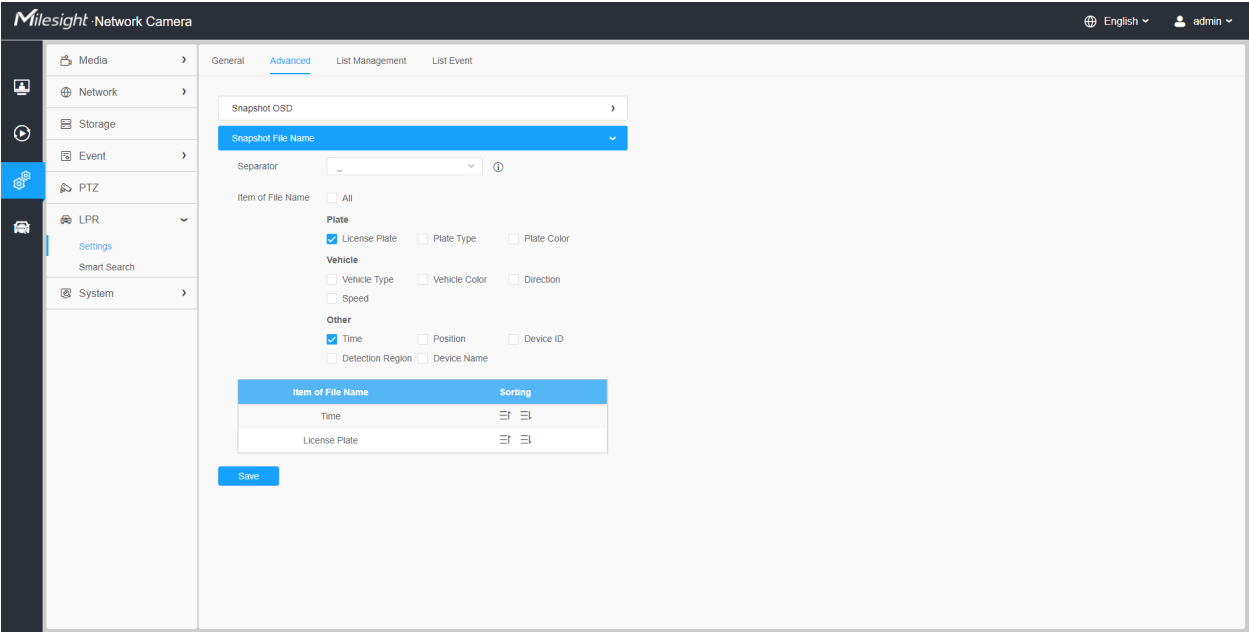 Milesight ·Network Camera
English
admin
Media
Network
Storage
Event
PTZ
LPR
Settings
Smart Search
System
General Advanced List Management List Event
Snapshot OSD
Snapshot File Name
Separator _
Item of File Name All
Plate
License Plate Plate Type Plate Color
Vehicle
Vehicle Type Vehicle Color Direction
Speed
Other
Time Position Device ID
Detection Region Device Name
Item of File Name Sorting
Time
License Plate
Save